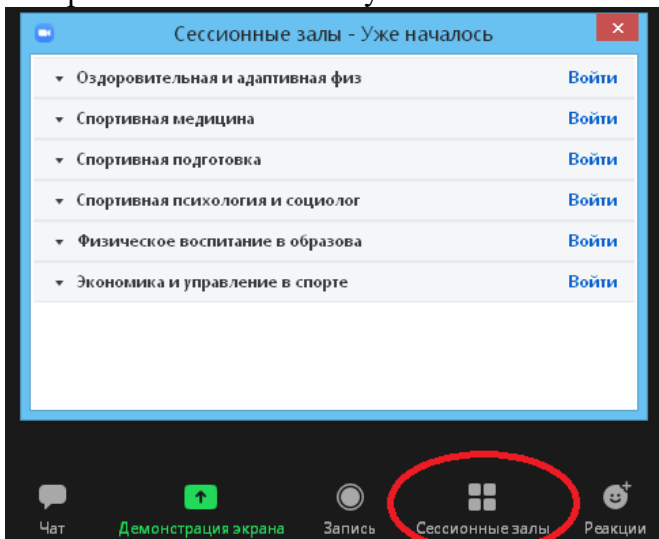 Сессионные залы - Уже началось
Оздоровительная и адаптивная физ Войти
Спортивная медицина Войти
Спортивная подготовка Войти
Спортивная психология и социолог Войти
Физическое воспитание в образова Войти
Экономика и управление в спорте Войти
Чат Демонстрация экрана Запись Сессионные залы Реакции